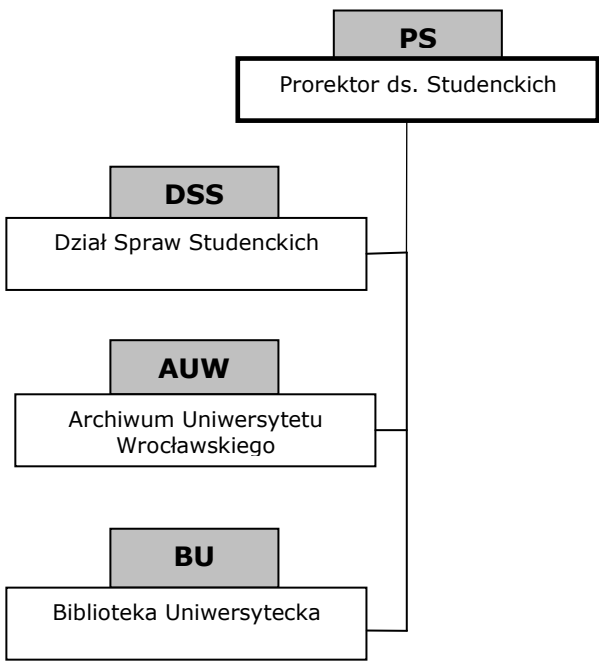 PS
Prorektor ds. Studenckich
DSS
Dział Spraw Studenckich
AUW
Archiwum Uniwersytetu
Wrocławskiego
BU
Biblioteka Uniwersytecka